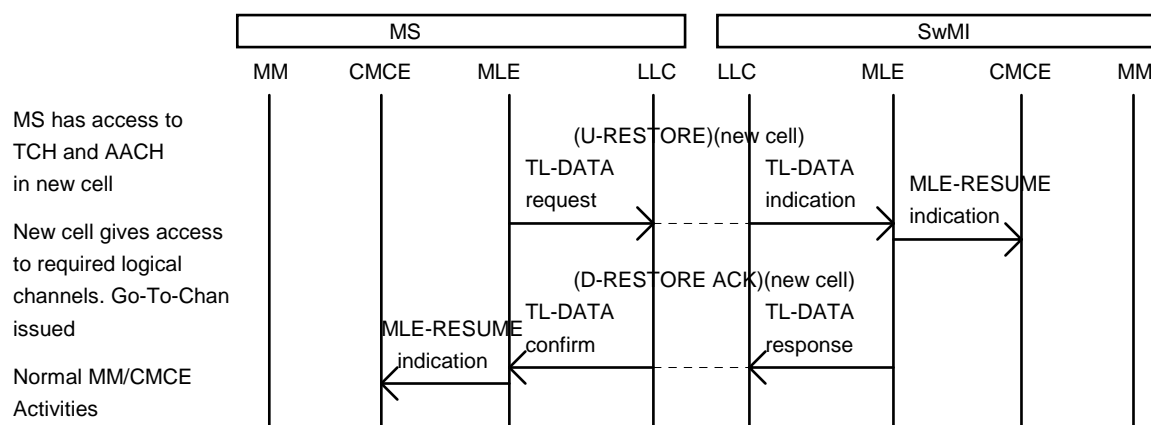 MS
SwMI
MM
CMCE
MLE
LLC
LLC
MLE
CMCE
MM
MS has access to
TCH and AACH
in new cell
(U-RESTORE)(new cell)
TL-DATA
request
TL-DATA
indication
MLE-RESUME
indication
New cell gives access
to required logical
channels. Go-To-Chan
issued
(D-RESTORE ACK)(new cell)
MLE-RESUME
indication
TL-DATA
confirm
TL-DATA
response
Normal MM/CMCE
Activities